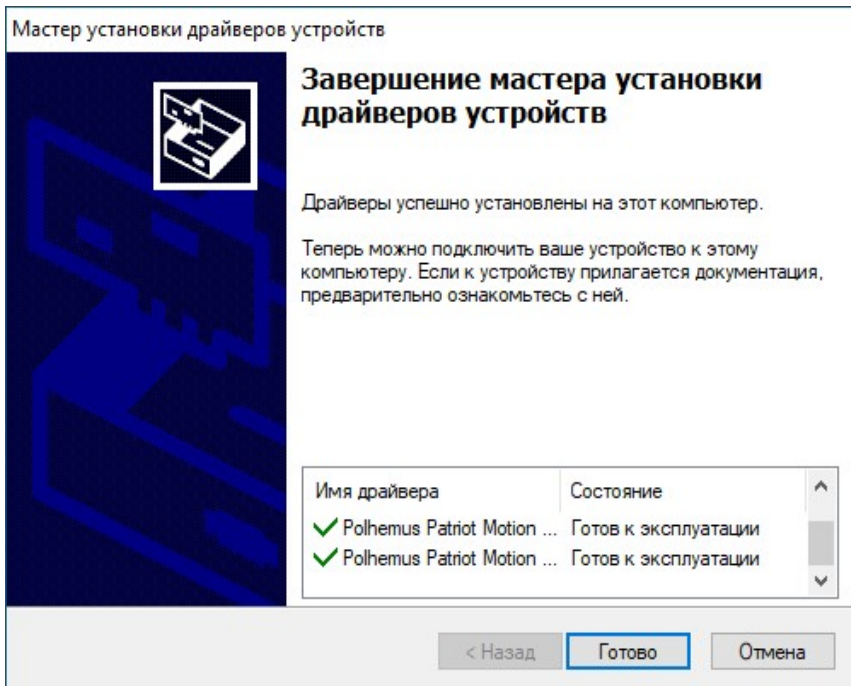 Мастер установки драйверов устройств
Завершение мастера установки
драйверов устройств
Драйверы успешно установлены на этот компьютер.
Теперь можно подключить ваше устройство к этому
компьютеру. Если к устройству прилагается документация,
предварительно ознакомьтесь с ней.
Имя драйвера Состояние
Polhemus Patriot Motion ... Готов к эксплуатации
Polhemus Patriot Motion ... Готов к эксплуатации
< Назад Готово Отмена